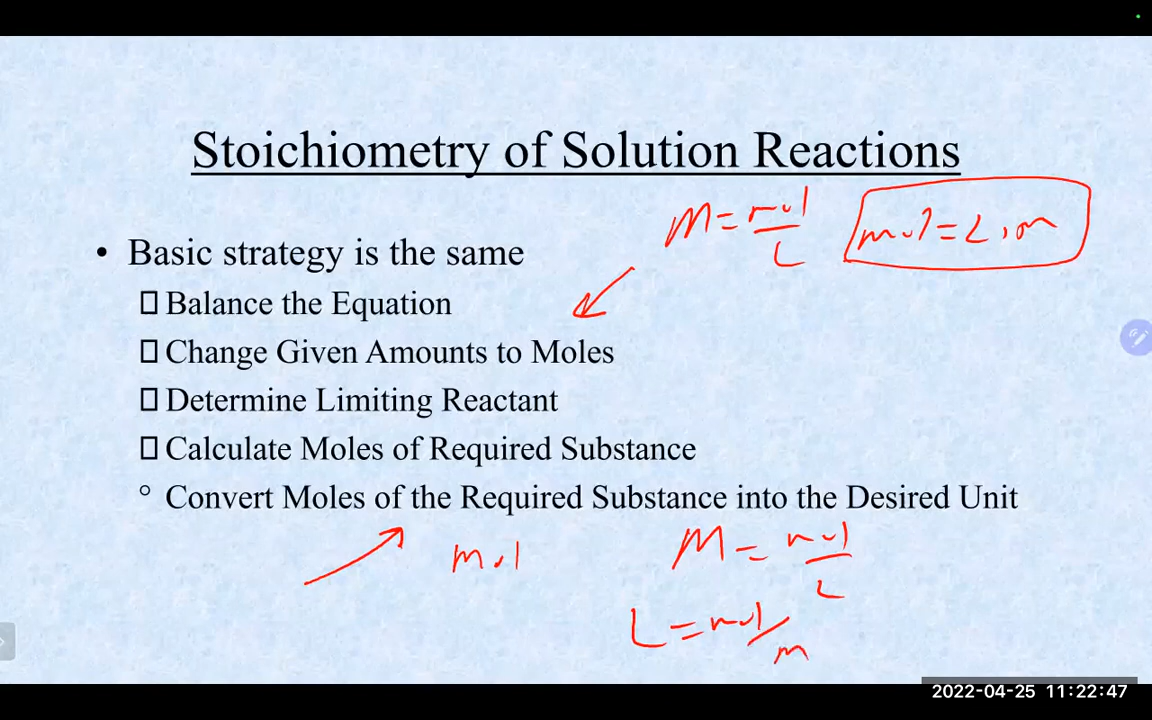 Stoichiometry of Solution Reactions
M = mol/L
mol = L · M
• Basic strategy is the same
Balance the Equation
Change Given Amounts to Moles
Determine Limiting Reactant
Calculate Moles of Required Substance
° Convert Moles of the Required Substance into the Desired Unit
mol
M = mol/L
L = mol/M
2022-04-25 11:22:47